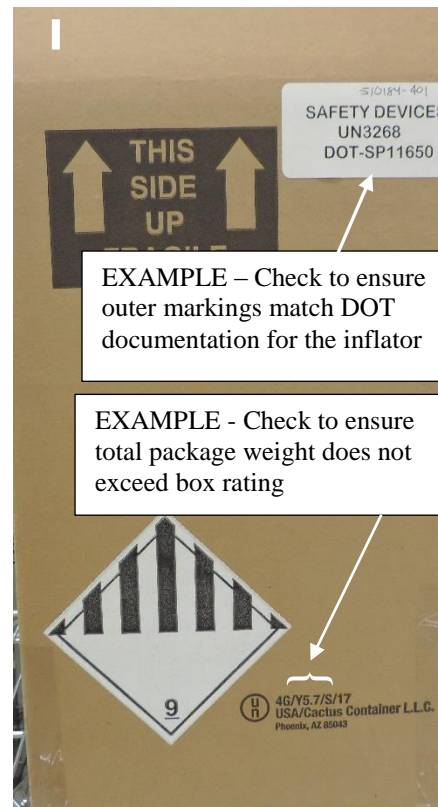 S10184-401
SAFETY DEVICES
UN3268
DOT-SP11650
THIS
SIDE
UP
FRAGILE
EXAMPLE – Check to ensure
outer markings match DOT
documentation for the inflator
EXAMPLE - Check to ensure
total package weight does not
exceed box rating
9
un
4G/Y5.7/S/17
USA/Cactus Container L.L.C.
Phoenix, AZ 85043